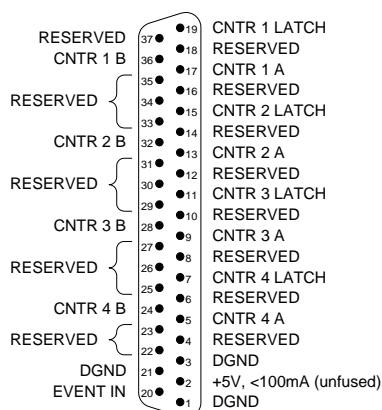 19 CNTR 1 LATCH
RESERVED 37
18 RESERVED
CNTR 1 B 36
17 CNTR 1 A
35
16 RESERVED
RESERVED 34
15 CNTR 2 LATCH
33
14 RESERVED
CNTR 2 B 32
13 CNTR 2 A
31
12 RESERVED
RESERVED 30
11 CNTR 3 LATCH
29
10 RESERVED
CNTR 3 B 28
9 CNTR 3 A
27
8 RESERVED
RESERVED 26
7 CNTR 4 LATCH
25
6 RESERVED
CNTR 4 B 24
5 CNTR 4 A
23
RESERVED
4 RESERVED
22
3 DGND
DGND 21
2 +5V, <100mA (unfused)
EVENT IN 20
1 DGND